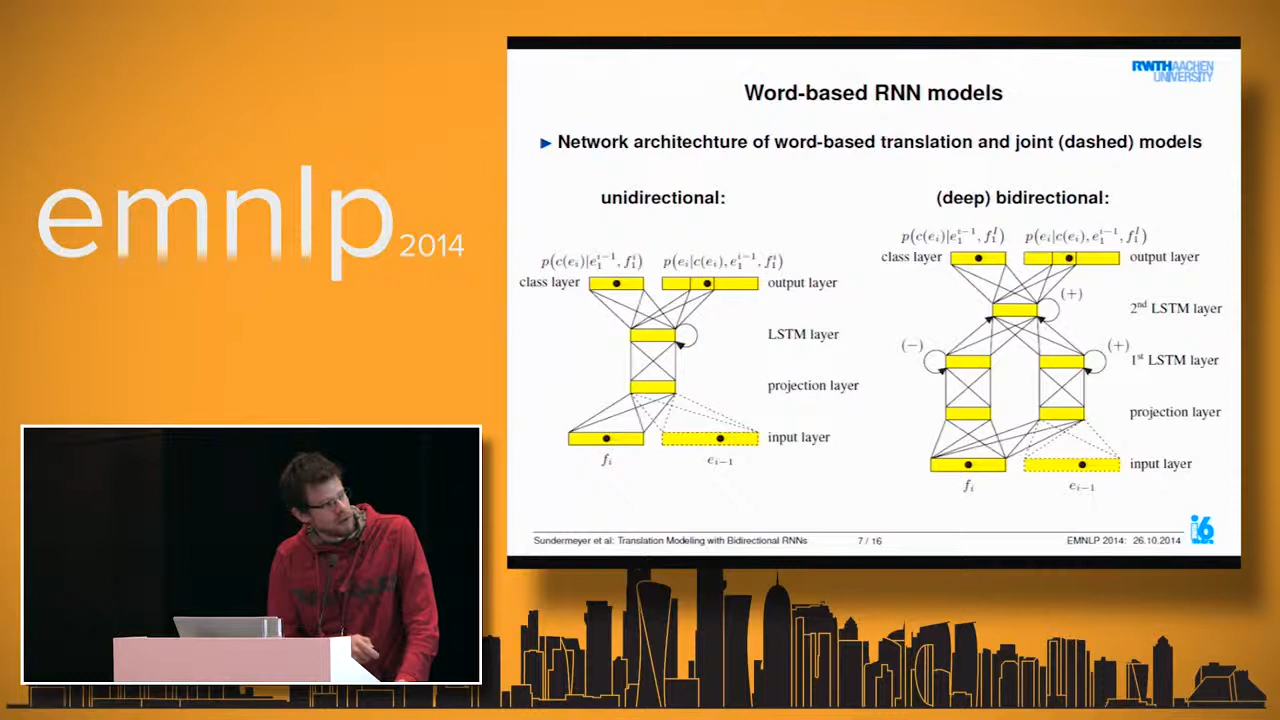 emnlp 2014
RWTHAACHEN
UNIVERSITY
Word-based RNN models
► Network architechture of word-based translation and joint (dashed) models
unidirectional:
p(c(e_i)|e_1^{i−1}, f_1^i) p(e_i|c(e_i), e_1^{i−1}, f_1^i)
class layer output layer
LSTM layer
projection layer
input layer
f_i e_{i−1}
(deep) bidirectional:
p(c(e_i)|e_1^{i−1}, f_1^I) p(e_i|c(e_i), e_1^{i−1}, f_1^I)
class layer output layer
(+)
2nd LSTM layer
(−) (+)
1st LSTM layer
projection layer
input layer
f_i e_{i−1}
Sundermeyer et al: Translation Modeling with Bidirectional RNNs 7 / 16 EMNLP 2014: 26.10.2014
i6